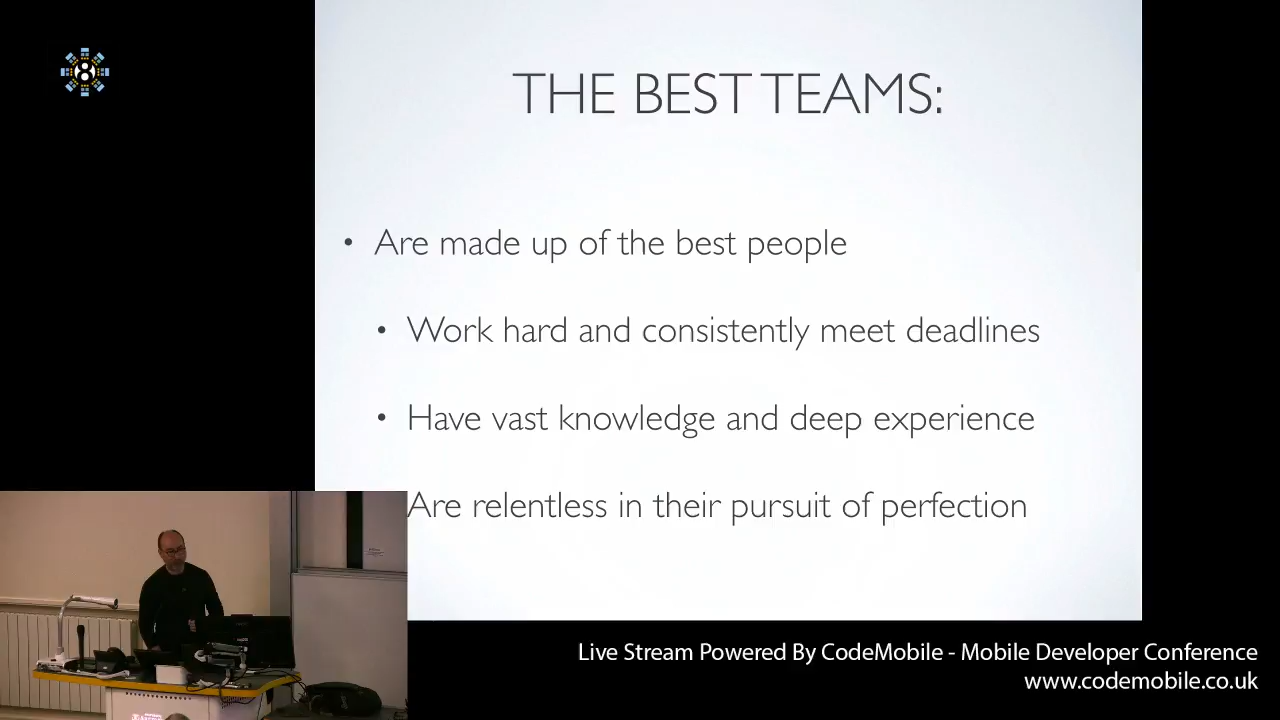 THE BEST TEAMS:
• Are made up of the best people
• Work hard and consistently meet deadlines
• Have vast knowledge and deep experience
Are relentless in their pursuit of perfection
Live Stream Powered By CodeMobile - Mobile Developer Conference
www.codemobile.co.uk